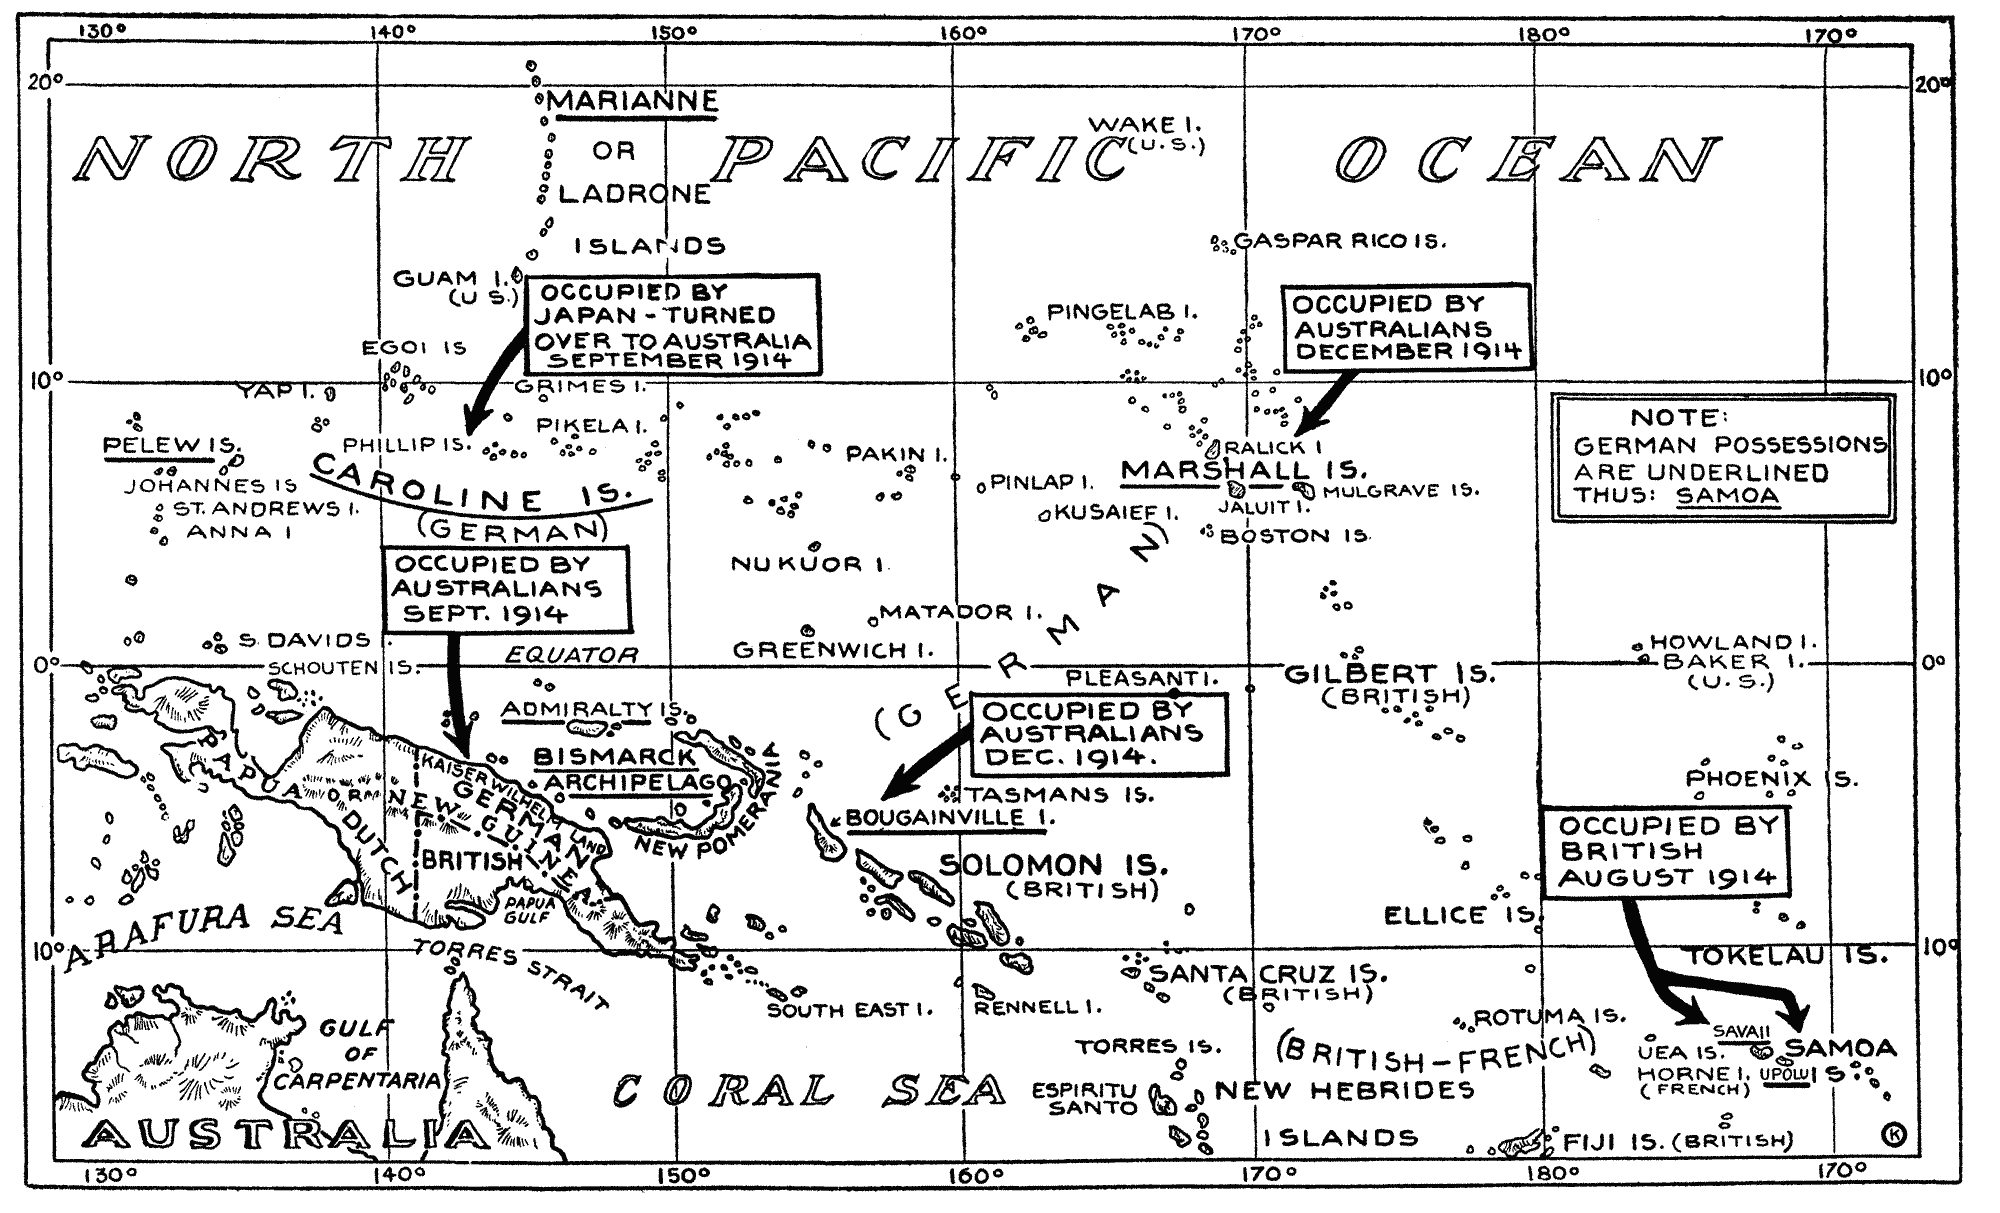 130°
140°
150°
160°
170°
180°
170°
20°
20°
MARIANNE
OR
LADRONE
ISLANDS
WAKE I.
(U.S.)
NORTH PACIFIC OCEAN
GASPAR RICO IS.
GUAM I.
(U S.)
OCCUPIED BY
JAPAN - TURNED
OVER TO AUSTRALIA
SEPTEMBER 1914
PINGELAB I.
OCCUPIED BY
AUSTRALIANS
DECEMBER 1914
EGOI IS
10°
10°
YAP I.
GRIMES I.
NOTE:
GERMAN POSSESSIONS
ARE UNDERLINED
THUS: SAMOA
PELEW IS.
PHILLIP IS.
PIKELA I.
PAKIN I.
RALICK I
MARSHALL IS.
CAROLINE IS.
(GERMAN)
JOHANNES IS
ST. ANDREWS I.
ANNA I
PINLAP I.
MULGRAVE IS.
JALUIT I.
KUSAIEF I.
BOSTON IS.
OCCUPIED BY
AUSTRALIANS
SEPT. 1914
NUKUOR I.
MATADOR I.
GREENWICH I.
(GERMAN)
S. DAVIDS I.
SCHOUTEN IS.
EQUATOR
0°
0°
HOWLAND I.
BAKER I.
(U.S.)
PLEASANT I.
GILBERT IS.
(BRITISH)
ADMIRALTY IS.
BISMARCK
ARCHIPELAGO
NEW POMERANIA
OCCUPIED BY
AUSTRALIANS
DEC. 1914.
TASMANS IS.
BOUGAINVILLE I.
SOLOMON IS.
(BRITISH)
PHOENIX IS.
PAPUA OR NEW GUINEA
KAISER WILHELM LAND
GERMAN
DUTCH
BRITISH
PAPUA
GULF
OCCUPIED BY
BRITISH
AUGUST 1914
ELLICE IS.
ARAFURA SEA
10°
10°
TORRES STRAIT
TOKELAU IS.
SANTA CRUZ IS.
(BRITISH)
SOUTH EAST I.
RENNELL I.
ROTUMA IS.
GULF
OF
CARPENTARIA
TORRES IS.
(BRITISH-FRENCH)
NEW HEBRIDES
ISLANDS
SAVAII
SAMOA
IS.
UPOLU
UEA IS.
HORNE I.
(FRENCH)
ESPIRITU
SANTO
CORAL SEA
AUSTRALIA
FIJI IS. (BRITISH)
K
130°
140°
150°
160°
170°
180°
170°